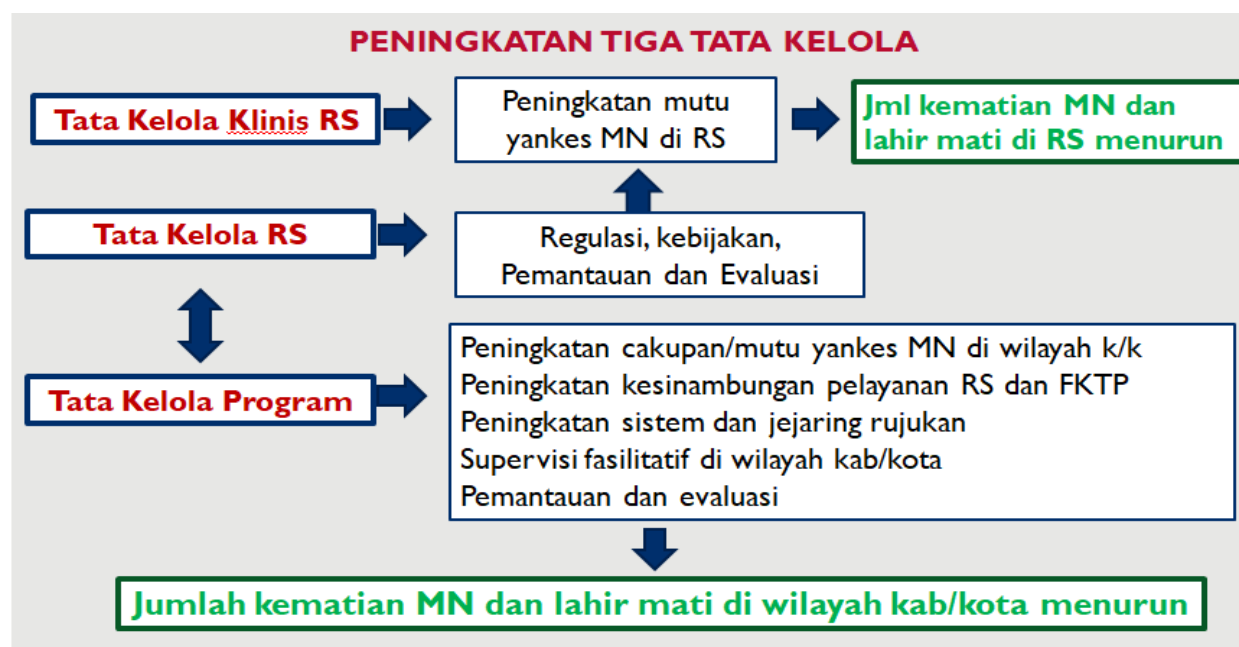 PENINGKATAN TIGA TATA KELOLA
Tata Kelola Klinis RS
Peningkatan mutu
yankes MN di RS
Jml kematian MN dan
lahir mati di RS menurun
Tata Kelola RS
Regulasi, kebijakan,
Pemantauan dan Evaluasi
Tata Kelola Program
Peningkatan cakupan/mutu yankes MN di wilayah k/k
Peningkatan kesinambungan pelayanan RS dan FKTP
Peningkatan sistem dan jejaring rujukan
Supervisi fasilitatif di wilayah kab/kota
Pemantauan dan evaluasi
Jumlah kematian MN dan lahir mati di wilayah kab/kota menurun